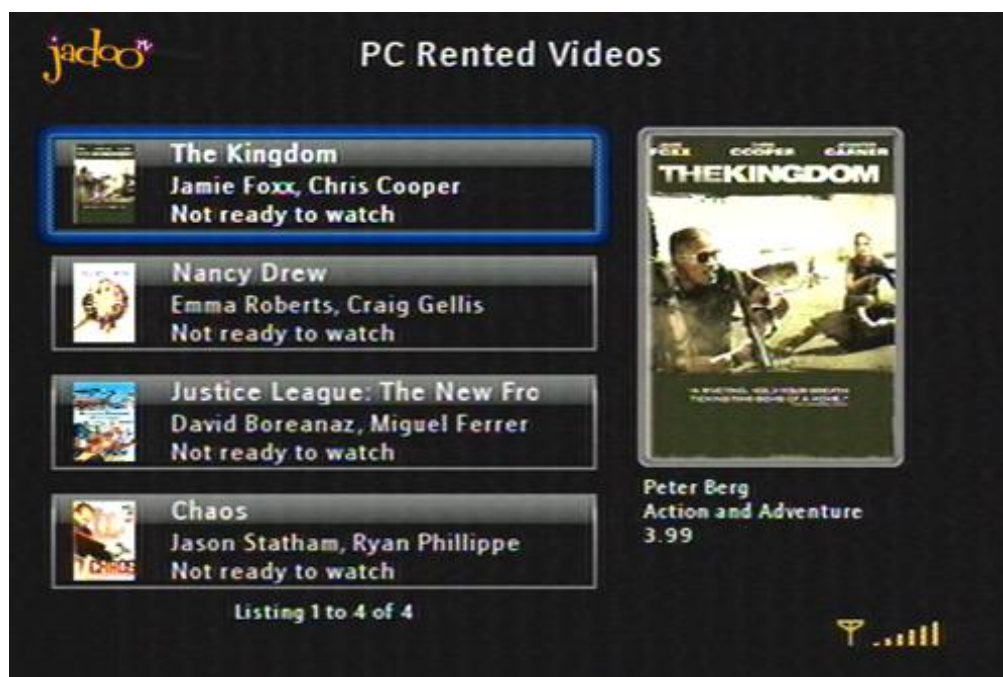 jadoo tv
PC Rented Videos
The Kingdom
Jamie Foxx, Chris Cooper
Not ready to watch
Nancy Drew
Emma Roberts, Craig Gellis
Not ready to watch
Justice League: The New Fro
David Boreanaz, Miguel Ferrer
Not ready to watch
Chaos
Jason Statham, Ryan Phillippe
Not ready to watch
Listing 1 to 4 of 4
FOXX COOPER GARNER
THE KINGDOM
Peter Berg
Action and Adventure
3.99